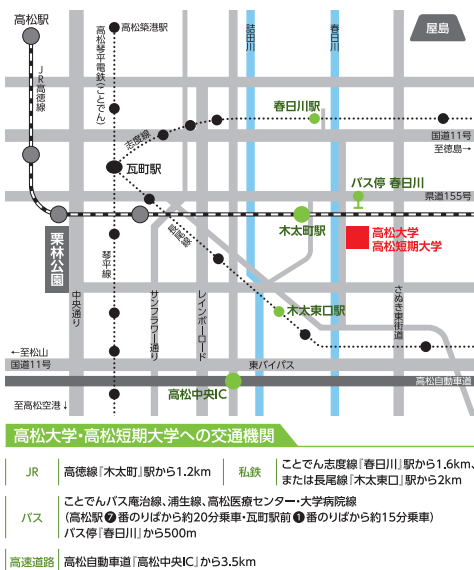 高松駅
高松築港駅
屋島
JR高徳線
高松琴平電鉄(ことでん)
詰田川
春日川
春日川駅
志度線
国道11号
至徳島→
瓦町駅
バス停 春日川
県道155号
木太町駅
高松大学
高松短期大学
栗林公園
長尾線
琴平線
木太東口駅
中央通り
サンフラワー通り
レインボーロード
さぬき東街道
←至松山
国道11号
東バイパス
高松自動車道
高松中央IC
至高松空港↓
高松大学・高松短期大学への交通機関
JR
高徳線『木太町』駅から1.2km
私鉄
ことでん志度線『春日川』駅から1.6km、
または長尾線『木太東口』駅から2km
バス
ことでんバス庵治線、浦生線、高松医療センター・大学病院線
(高松駅❼番のりばから約20分乗車・瓦町駅前❶番のりばから約15分乗車)
バス停『春日川』から500m
高速道路
高松自動車道『高松中央IC』から3.5km